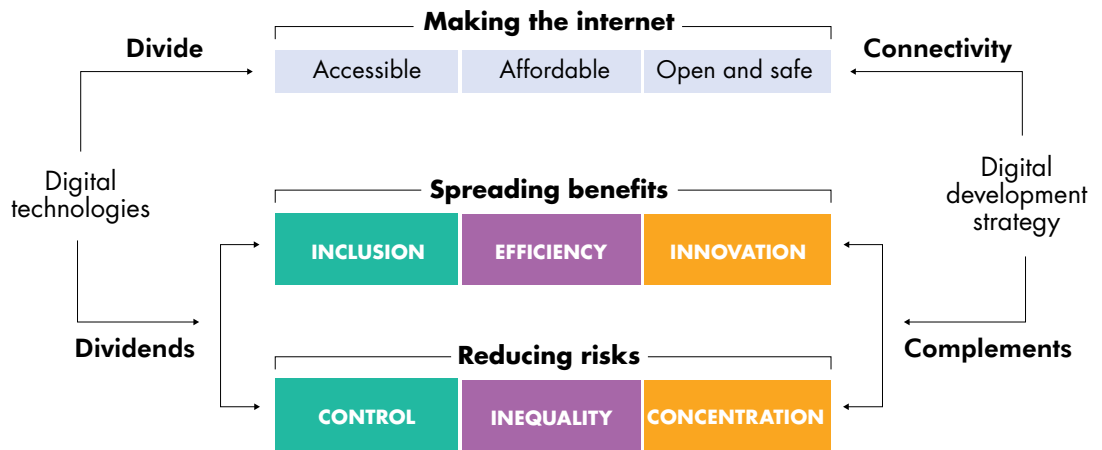 Making the internet
Divide
Connectivity
Accessible
Affordable
Open and safe
Digital
technologies
Digital
development
strategy
Spreading benefits
INCLUSION
EFFICIENCY
INNOVATION
Dividends
Complements
Reducing risks
CONTROL
INEQUALITY
CONCENTRATION